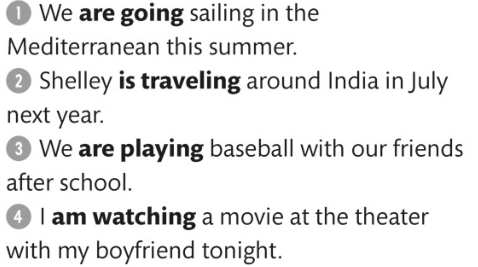 1 We are going sailing in the
Mediterranean this summer.
2 Shelley is traveling around India in July
next year.
3 We are playing baseball with our friends
after school.
4 I am watching a movie at the theater
with my boyfriend tonight.